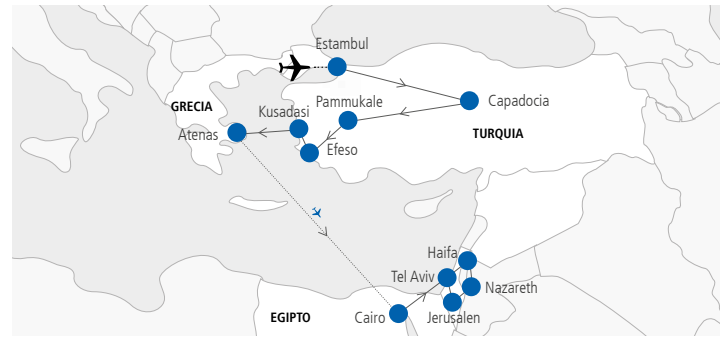 Estambul
Capadocia
GRECIA
Kusadasi
Pammukale
Atenas
Efeso
TURQUIA
Haifa
Tel Aviv
Nazareth
EGIPTO
Cairo
Jerusalen